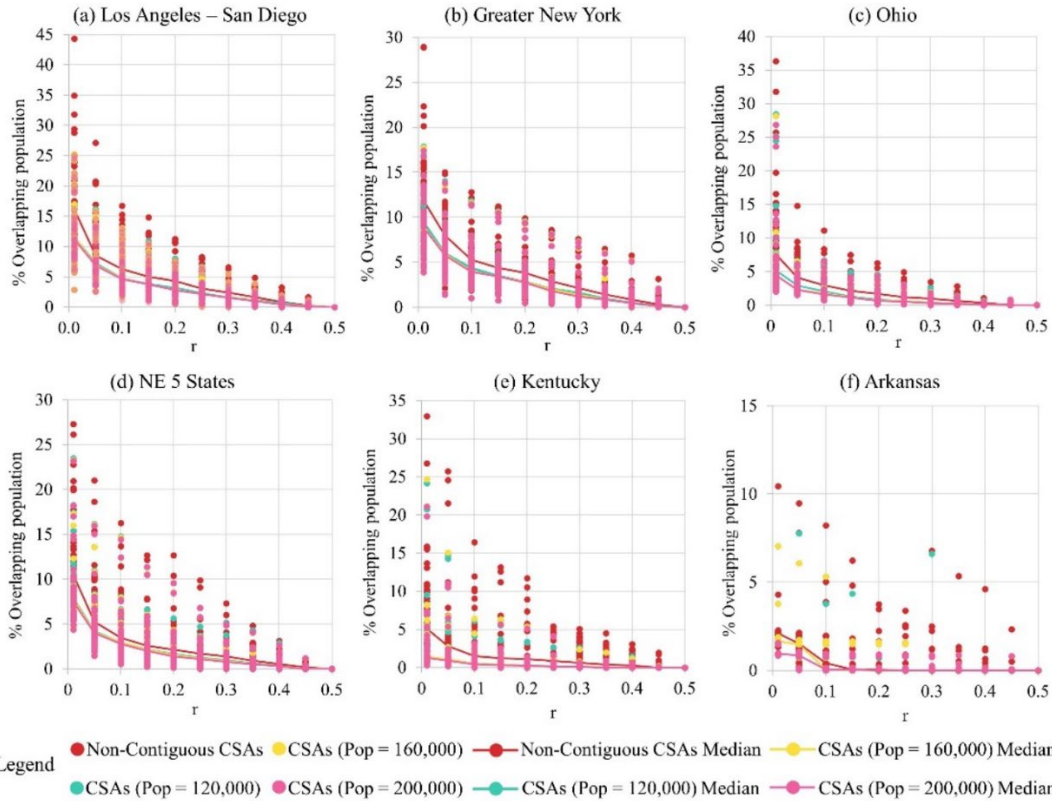 (a) Los Angeles – San Diego
(b) Greater New York
(c) Ohio
% Overlapping population
45
40
35
30
25
20
15
10
5
0
0.0 0.1 0.2 0.3 0.4 0.5
r
% Overlapping population
30
25
20
15
10
5
0
0.0 0.1 0.2 0.3 0.4 0.5
r
% Overlapping population
40
35
30
25
20
15
10
5
0
0.0 0.1 0.2 0.3 0.4 0.5
r
(d) NE 5 States
(e) Kentucky
(f) Arkansas
% Overlapping population
30
25
20
15
10
5
0
0 0.1 0.2 0.3 0.4 0.5
r
% Overlapping population
35
30
25
20
15
10
5
0
0 0.1 0.2 0.3 0.4 0.5
r
% Overlapping population
15
10
5
0
0.0 0.1 0.2 0.3 0.4 0.5
r
Legend
Non-Contiguous CSAs CSAs (Pop = 160,000) Non-Contiguous CSAs Median CSAs (Pop = 160,000) Median
CSAs (Pop = 120,000) CSAs (Pop = 200,000) CSAs (Pop = 120,000) Median CSAs (Pop = 200,000) Median